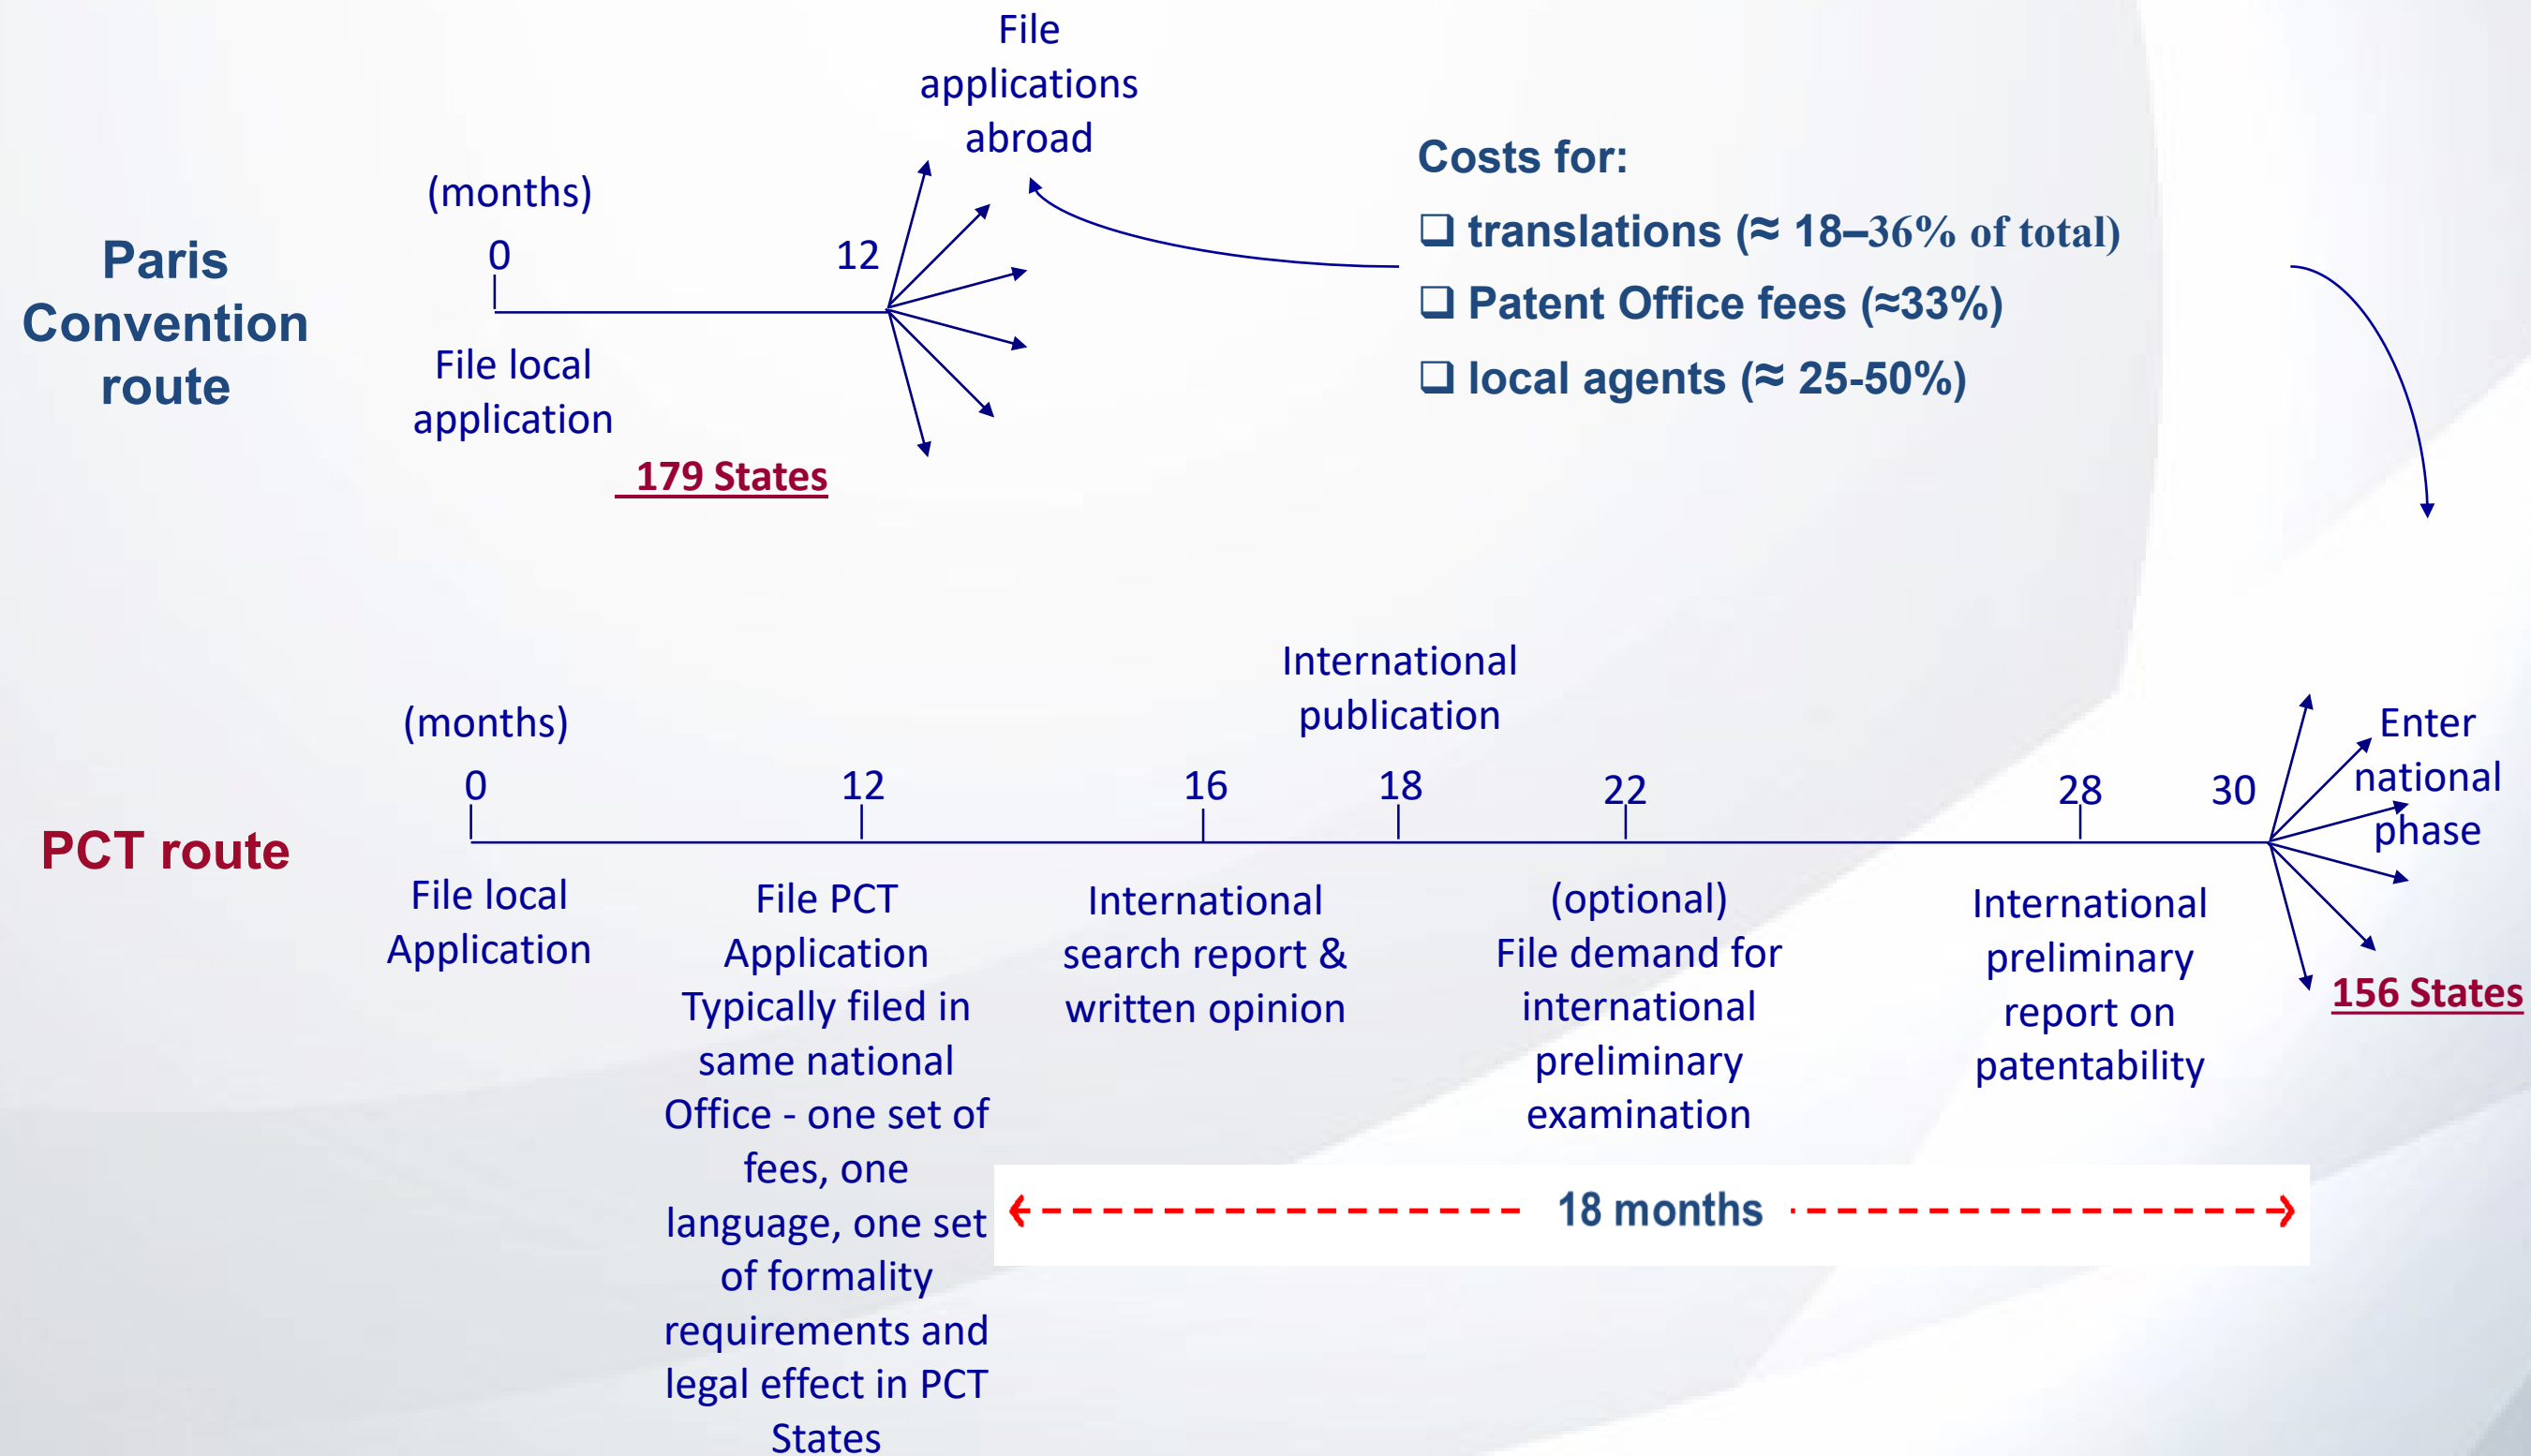 File
applications
abroad
Costs for:
❑ translations (≈ 18–36% of total)
❑ Patent Office fees (≈33%)
❑ local agents (≈ 25-50%)
Paris
Convention
route
(months)
0
12
File local
application
179 States
International
publication
PCT route
(months)
0
12
16
18
22
28
30
Enter
national
phase
File local
Application
File PCT
Application
Typically filed in
same national
Office - one set of
fees, one
language, one set
of formality
requirements and
legal effect in PCT
States
International
search report &
written opinion
(optional)
File demand for
international
preliminary
examination
International
preliminary
report on
patentability
156 States
18 months